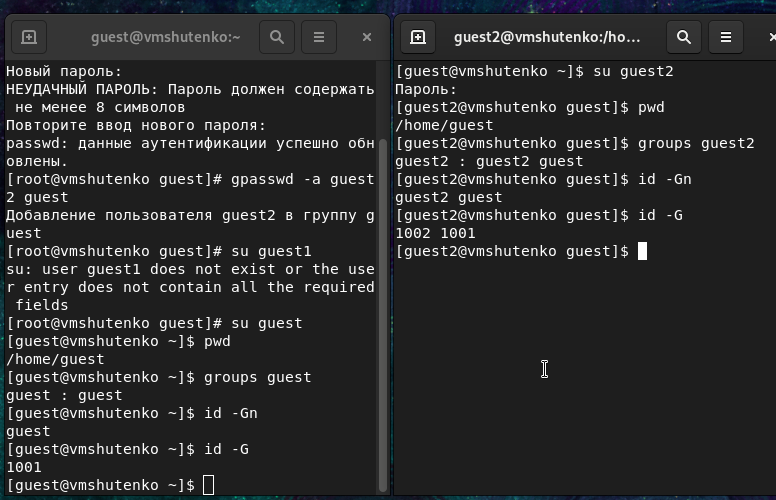 guest@vmshutenko:~
Новый пароль:
НЕУДАЧНЫЙ ПАРОЛЬ: Пароль должен содержать
 не менее 8 символов
Повторите ввод нового пароля:
passwd: данные аутентификации успешно обн
овлены.
[root@vmshutenko guest]# gpasswd -a guest
2 guest
Добавление пользователя guest2 в группу g
uest
[root@vmshutenko guest]# su guest1
su: user guest1 does not exist or the use
r entry does not contain all the required
 fields
[root@vmshutenko guest]# su guest
[guest@vmshutenko ~]$ pwd
/home/guest
[guest@vmshutenko ~]$ groups guest
guest : guest
[guest@vmshutenko ~]$ id -Gn
guest
[guest@vmshutenko ~]$ id -G
1001
[guest@vmshutenko ~]$
guest2@vmshutenko:/ho...
[guest@vmshutenko ~]$ su guest2
Пароль:
[guest2@vmshutenko guest]$ pwd
/home/guest
[guest2@vmshutenko guest]$ groups guest2
guest2 : guest2 guest
[guest2@vmshutenko guest]$ id -Gn
guest2 guest
[guest2@vmshutenko guest]$ id -G
1002 1001
[guest2@vmshutenko guest]$